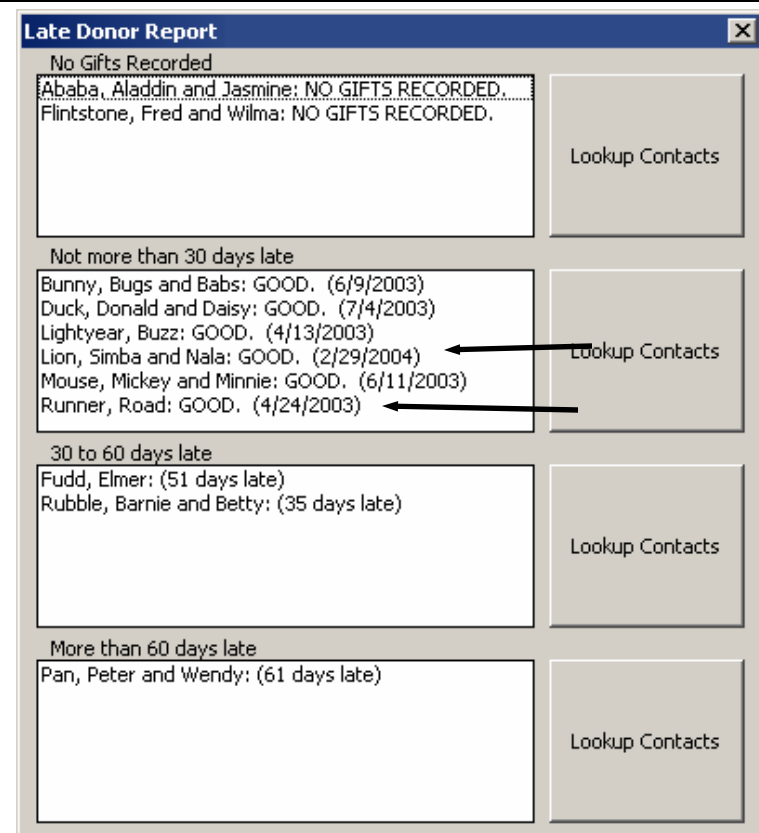 Late Donor Report
No Gifts Recorded
Ababa, Aladdin and Jasmine: NO GIFTS RECORDED.
Flintstone, Fred and Wilma: NO GIFTS RECORDED.
Lookup Contacts
Not more than 30 days late
Bunny, Bugs and Babs: GOOD.  (6/9/2003)
Duck, Donald and Daisy: GOOD.  (7/4/2003)
Lightyear, Buzz: GOOD.  (4/13/2003)
Lion, Simba and Nala: GOOD.  (2/29/2004)
Mouse, Mickey and Minnie: GOOD.  (6/11/2003)
Runner, Road: GOOD.  (4/24/2003)
Lookup Contacts
30 to 60 days late
Fudd, Elmer: (51 days late)
Rubble, Barnie and Betty: (35 days late)
Lookup Contacts
More than 60 days late
Pan, Peter and Wendy: (61 days late)
Lookup Contacts